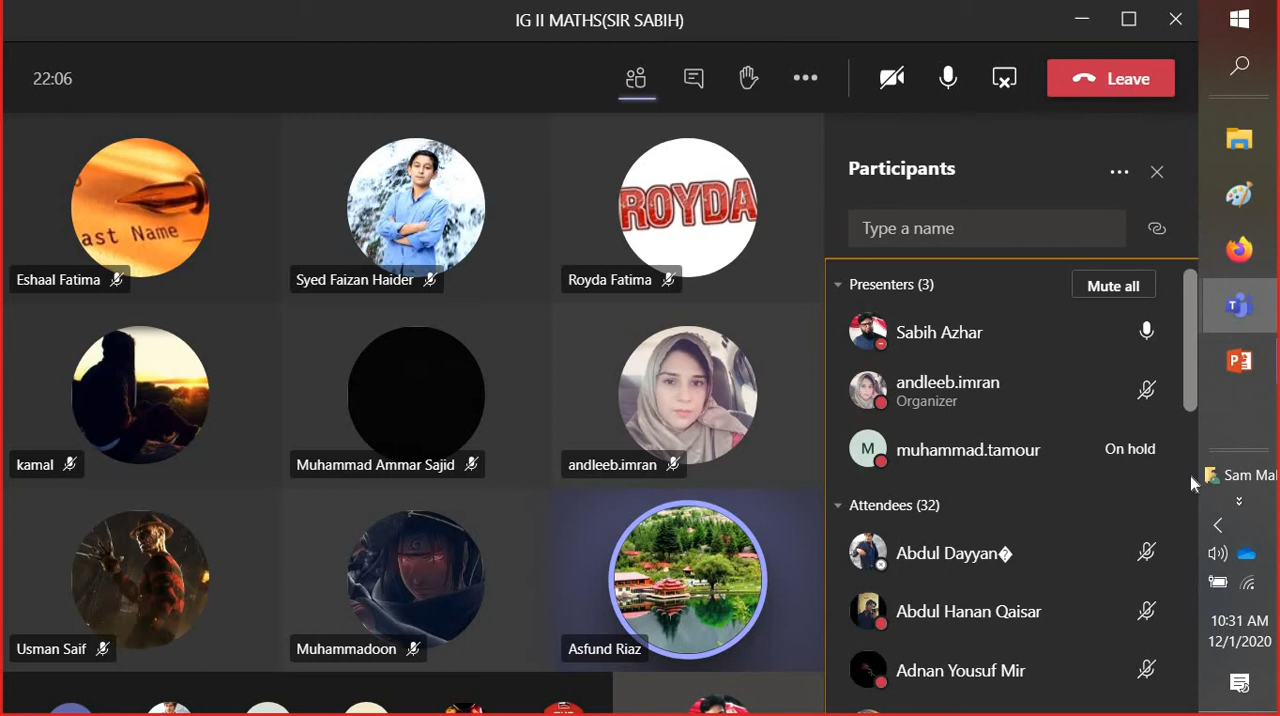 IG II MATHS(SIR SABIH)
22:06
Leave
ast Name
Eshaal Fatima
Syed Faizan Haider
ROYDA
Royda Fatima
kamal
Muhammad Ammar Sajid
andleeb.imran
Usman Saif
Muhammadoon
Asfund Riaz
Participants
Type a name
Presenters (3)
Mute all
Sabih Azhar
andleeb.imran
Organizer
M
muhammad.tamour
On hold
Attendees (32)
Abdul Dayyan�
Abdul Hanan Qaisar
Adnan Yousuf Mir
Sam Mal
10:31 AM
12/1/2020